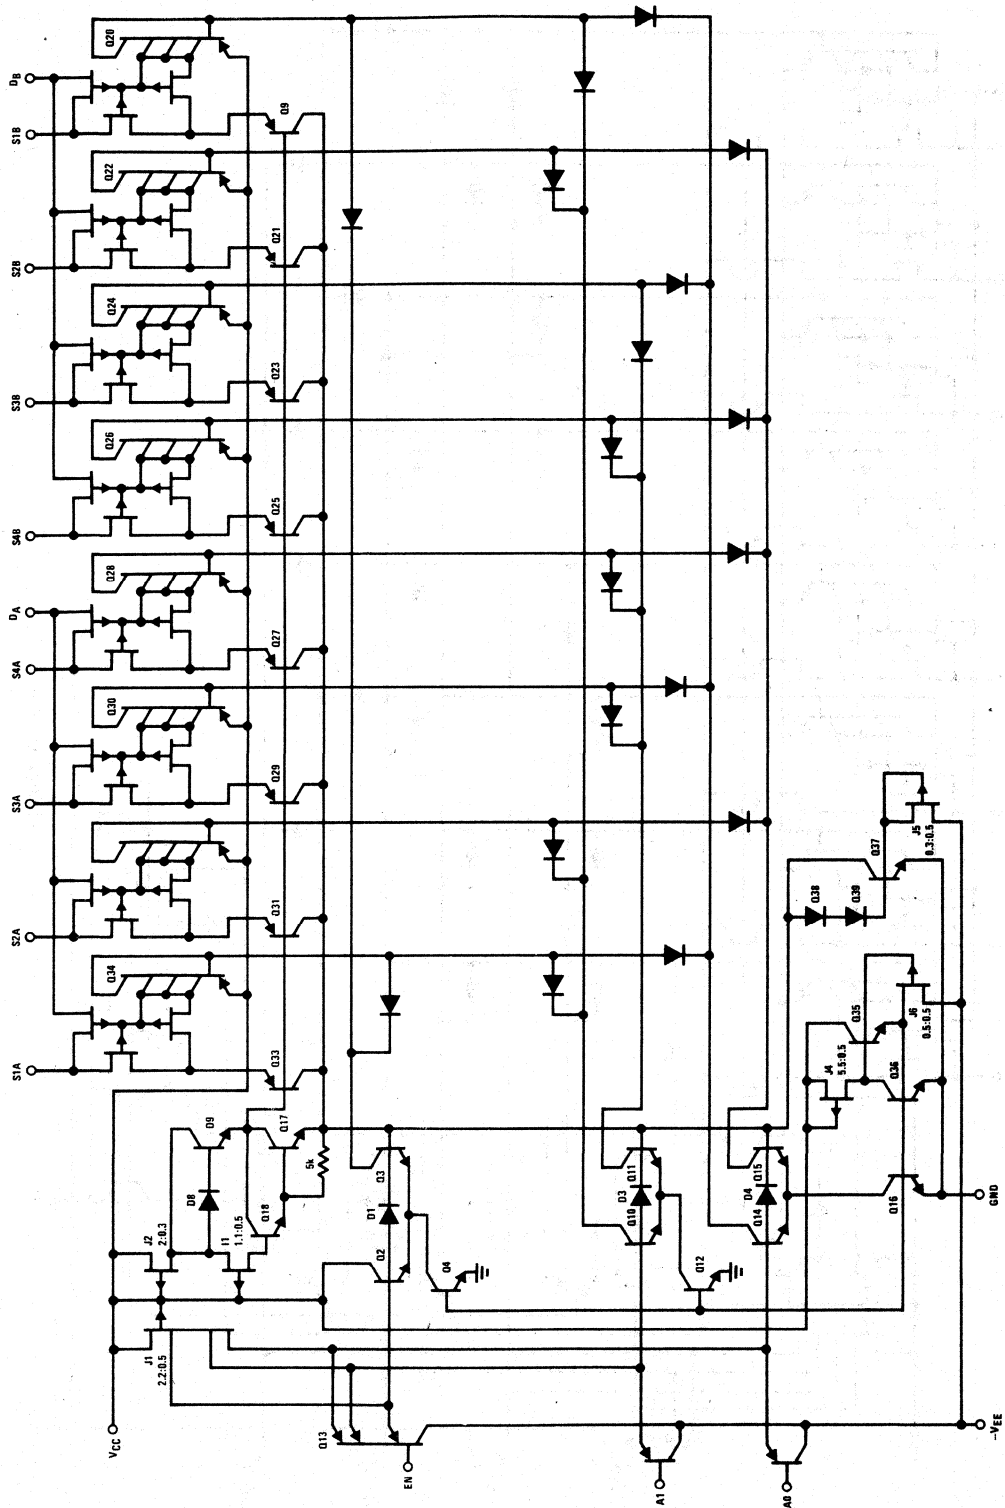 DB
S1B
Q20
Q9
S2B
Q22
Q21
S3B
Q24
Q23
S4B
Q26
Q25
DA
S4A
Q28
Q27
S3A
Q30
Q29
S2A
Q31
S1A
Q34
Q33
VCC
J1
2.2:0.5
J2
2:0.3
I1
1.1:0.5
D8
D9
Q18
Q17
5k
Q13
EN
Q2
D1
Q3
Q4
A1
Q10
D3
Q11
Q12
A0
Q14
D4
Q15
Q16
GND
-VEE
J4
5.5:0.5
Q35
Q36
J6
0.5:0.5
Q38
Q39
Q37
J5
0.3:0.5